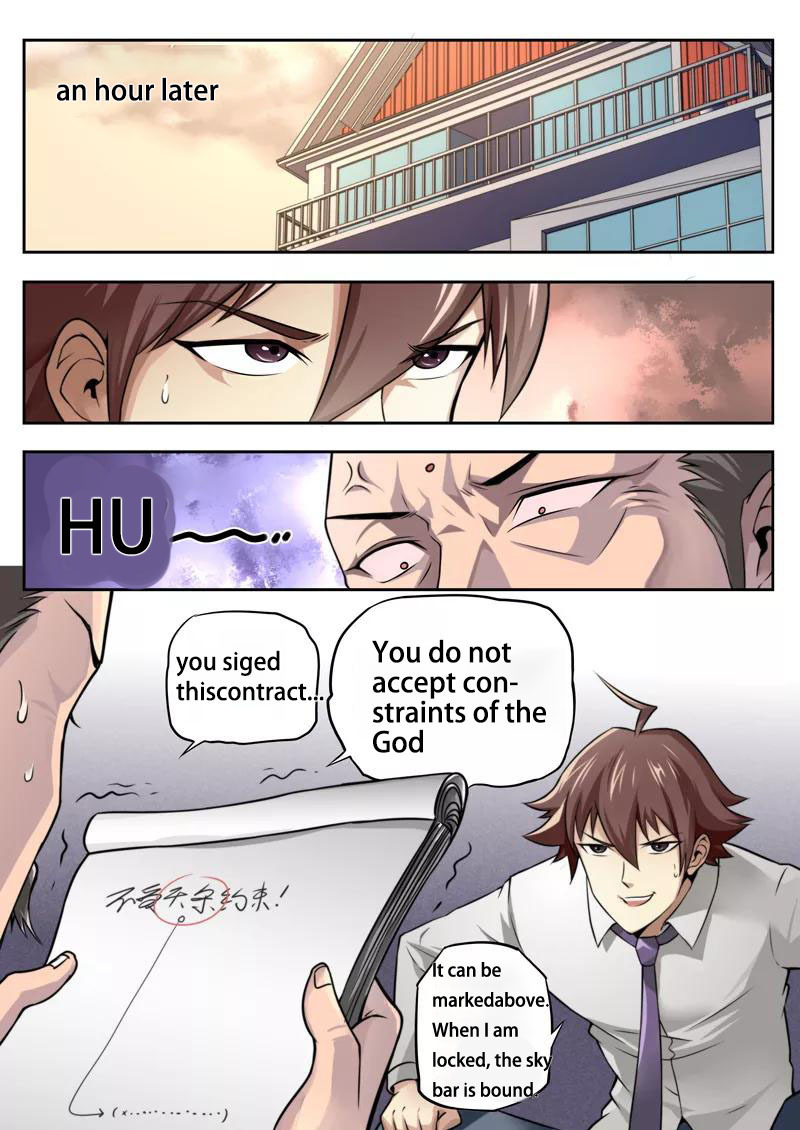 an hour later
HU ~~..
you siged
thiscontract...
You do not
accept con-
straints of the
God
不受天条约束!
(x..............)
It can be
markedabove.
When I am
locked, the sky
bar is bound.